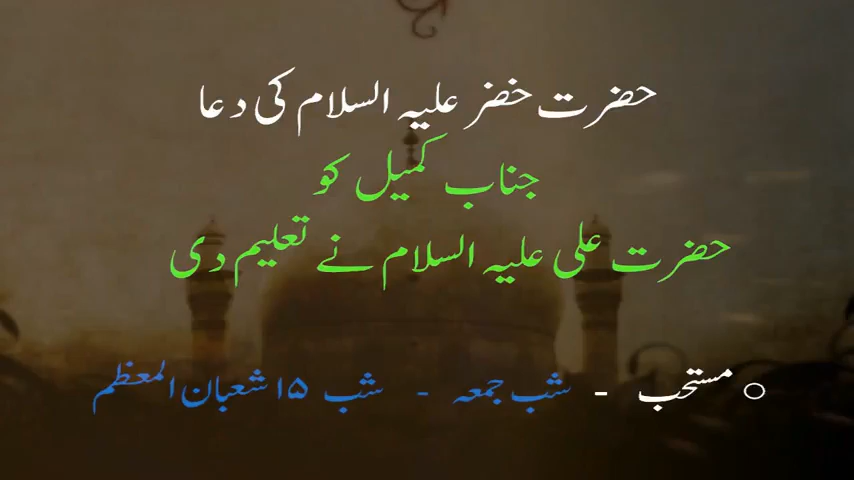 حضرت خضر علیہ السلام کی دعا
جناب کمیل کو
حضرت علی علیہ السلام نے تعلیم دی
○ مستحب - شب جمعہ - شب ۱۵ شعبان المعظم